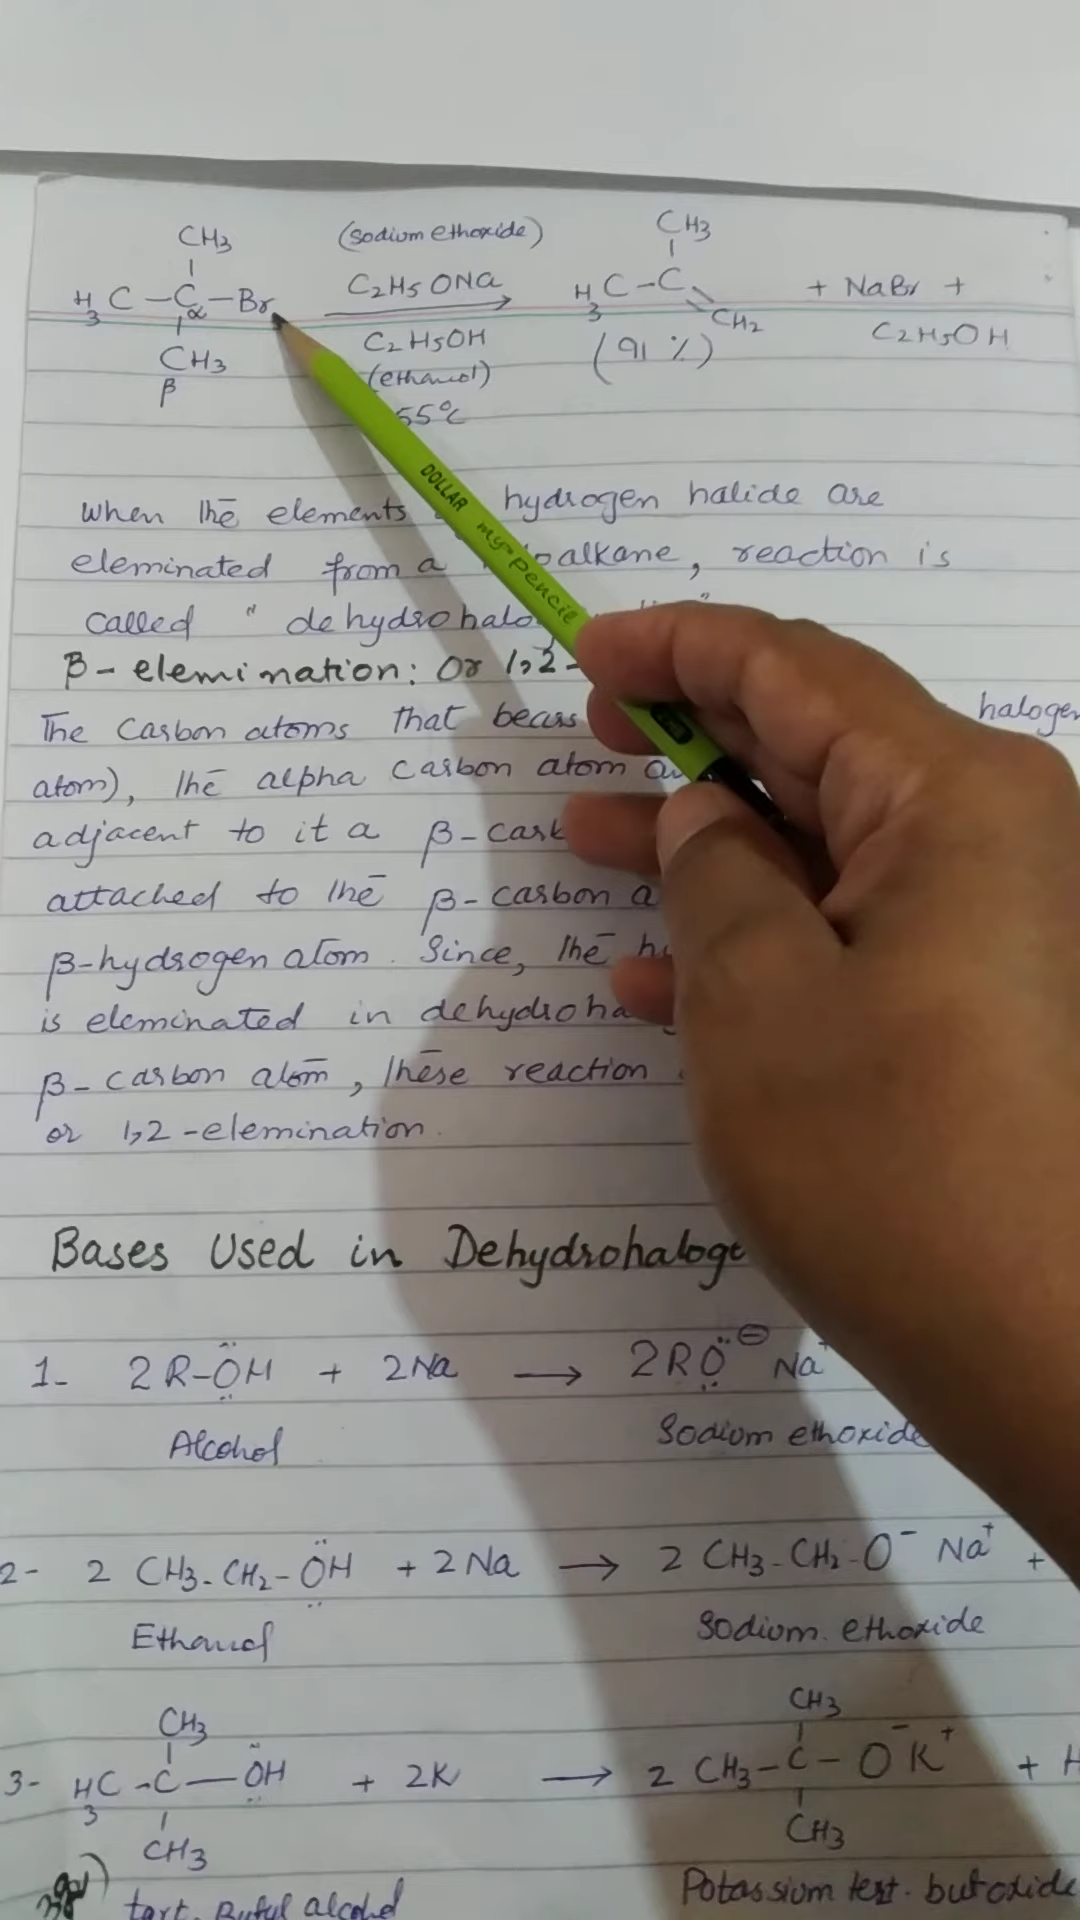 CH3 (sodium ethoxide) CH3
H3C - Cα - Br C2H5ONa H3C - C + NaBr +
CH3 C2H5OH CH2 C2H5OH
β (ethanol) (91 %)
55°C
when the elements hydrogen halide are
eleminated from a alkane, reaction is
called " dehydrohalo "
β - elemination: Or 1,2 -
The carbon atoms that bears halogen
atom), the alpha carbon atom
adjacent to it a β - carb
attached to the β - carbon a
β-hydrogen atom. Since, the hy
is eleminated in dehydroha
β - carbon atom, these reaction
or 1,2 - elemination.
Bases Used in Dehydrohaloge
1- 2 R-ÖH + 2Na → 2RÖ⊖ Na+
Alcohol Sodium ethoxide
2- 2 CH3-CH2-ÖH + 2Na → 2 CH3-CH2-O- Na+ +
Ethanol Sodium ethoxide
CH3 CH3
3- H3C - C - ÖH + 2K → 2 CH3 - C - O-K+ + H
CH3 CH3
tert. Butyl alcohol Potassium tert. butoxide
DOLLAR my pencil